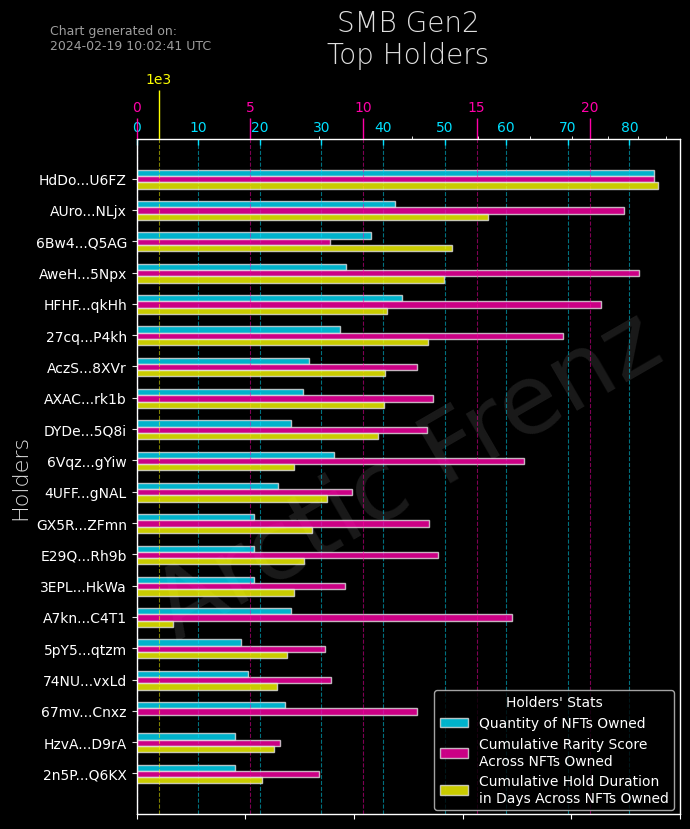 Chart generated on:
2024-02-19 10:02:41 UTC
SMB Gen2
Top Holders
1e3
0 5 10 15 20
0 10 20 30 40 50 60 70 80
Holders
HdDo...U6FZ
AUro...NLjx
6Bw4...Q5AG
AweH...5Npx
HFHF...qkHh
27cq...P4kh
AczS...8XVr
AXAC...rk1b
DYDe...5Q8i
6Vqz...gYiw
4UFF...gNAL
GX5R...ZFmn
E29Q...Rh9b
3EPL...HkWa
A7kn...C4T1
5pY5...qtzm
74NU...vxLd
67mv...Cnxz
HzvA...D9rA
2n5P...Q6KX
Arctic Frenz
Holders' Stats
Quantity of NFTs Owned
Cumulative Rarity Score
Across NFTs Owned
Cumulative Hold Duration
in Days Across NFTs Owned